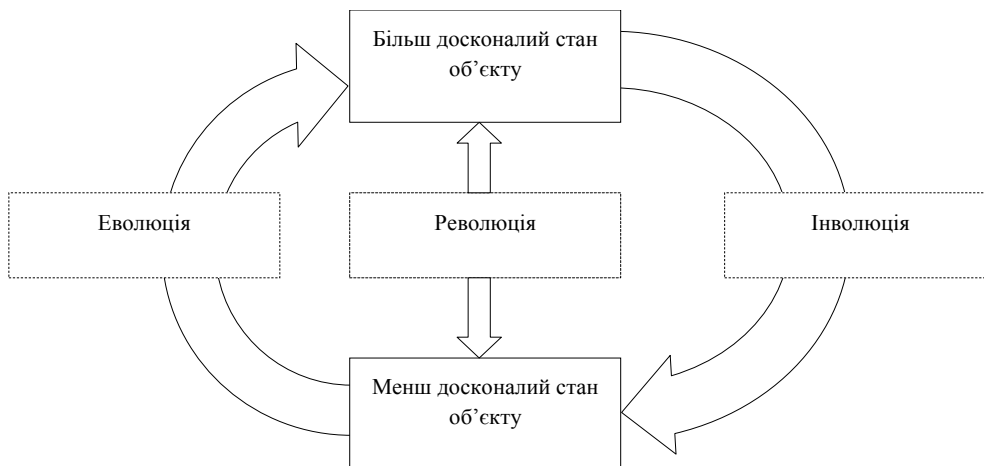 Більш досконалий стан
об’єкту
Еволюція
Революція
Інволюція
Менш досконалий стан
об’єкту